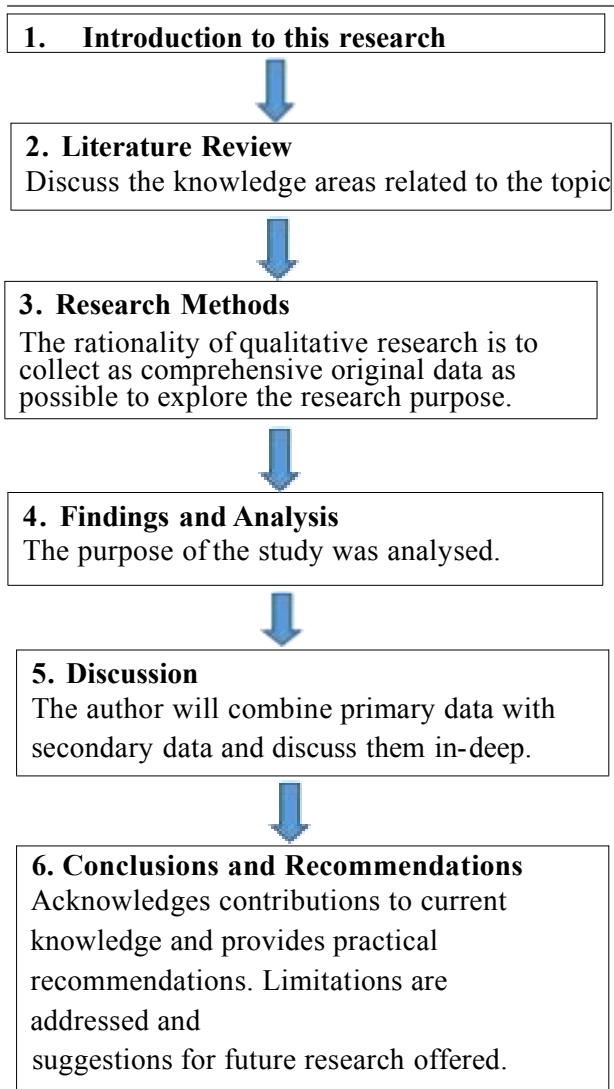 1. Introduction to this research
2. Literature Review
Discuss the knowledge areas related to the topic
3. Research Methods
The rationality of qualitative research is to
collect as comprehensive original data as
possible to explore the research purpose.
4. Findings and Analysis
The purpose of the study was analysed.
5. Discussion
The author will combine primary data with
secondary data and discuss them in-deep.
6. Conclusions and Recommendations
Acknowledges contributions to current
knowledge and provides practical
recommendations. Limitations are
addressed and
suggestions for future research offered.